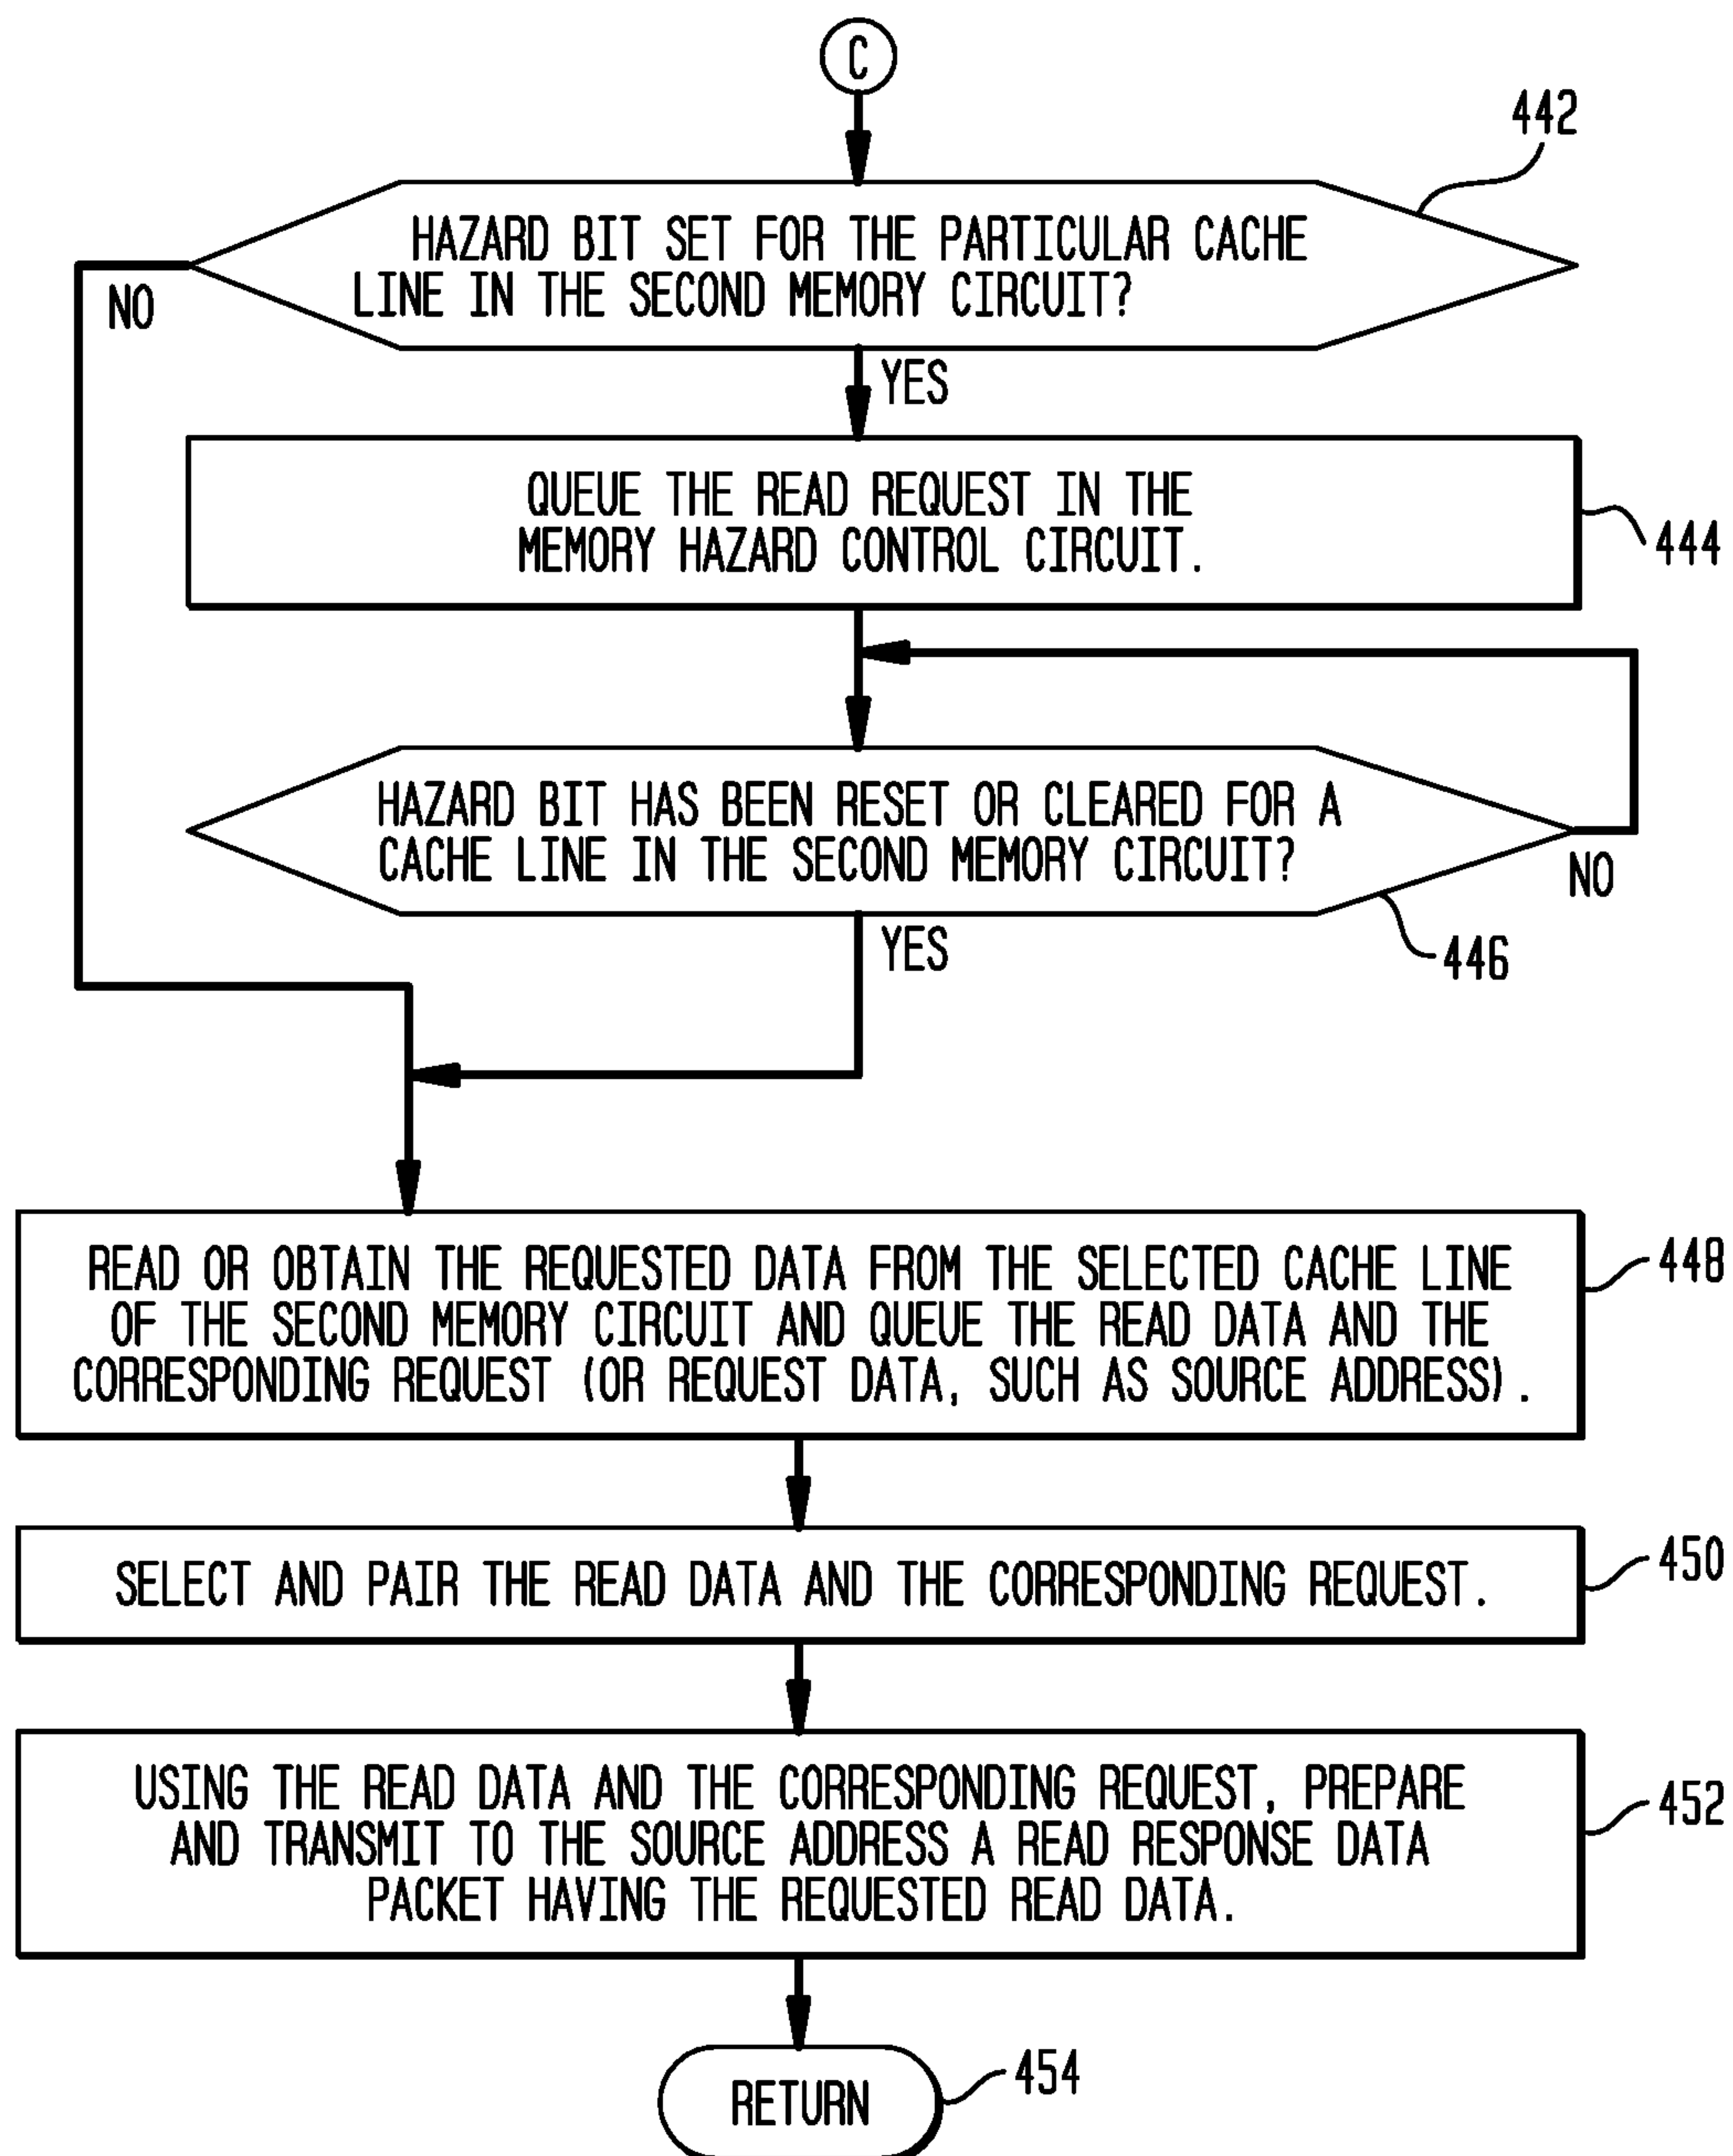 C
442
HAZARD BIT SET FOR THE PARTICULAR CACHE
LINE IN THE SECOND MEMORY CIRCUIT?
NO
YES
QUEUE THE READ REQUEST IN THE
MEMORY HAZARD CONTROL CIRCUIT.
444
HAZARD BIT HAS BEEN RESET OR CLEARED FOR A
CACHE LINE IN THE SECOND MEMORY CIRCUIT?
NO
YES
446
READ OR OBTAIN THE REQUESTED DATA FROM THE SELECTED CACHE LINE
OF THE SECOND MEMORY CIRCUIT AND QUEUE THE READ DATA AND THE
CORRESPONDING REQUEST (OR REQUEST DATA, SUCH AS SOURCE ADDRESS).
448
SELECT AND PAIR THE READ DATA AND THE CORRESPONDING REQUEST.
450
USING THE READ DATA AND THE CORRESPONDING REQUEST, PREPARE
AND TRANSMIT TO THE SOURCE ADDRESS A READ RESPONSE DATA
PACKET HAVING THE REQUESTED READ DATA.
452
RETURN
454